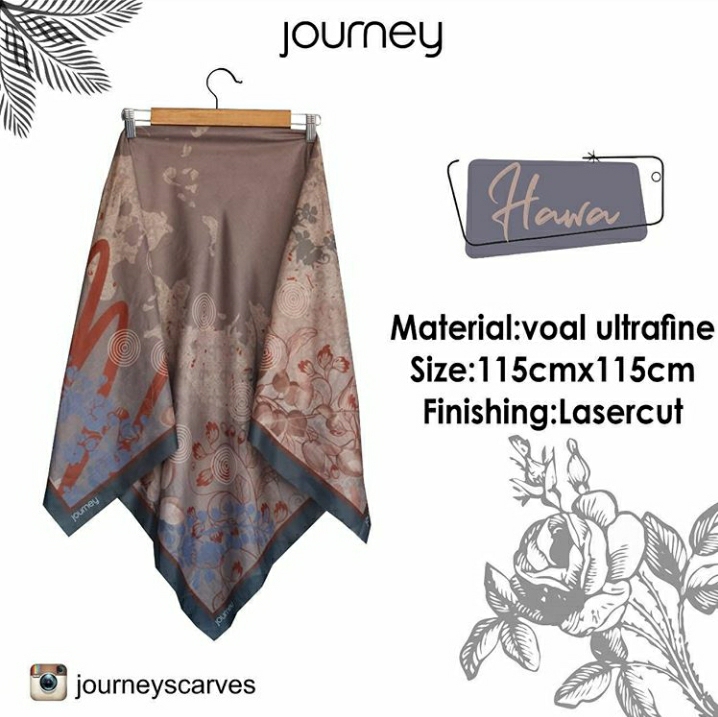 journey
Hawa
Material:voal ultrafine
Size:115cmx115cm
Finishing:Lasercut
journey
journey
journeyscarves